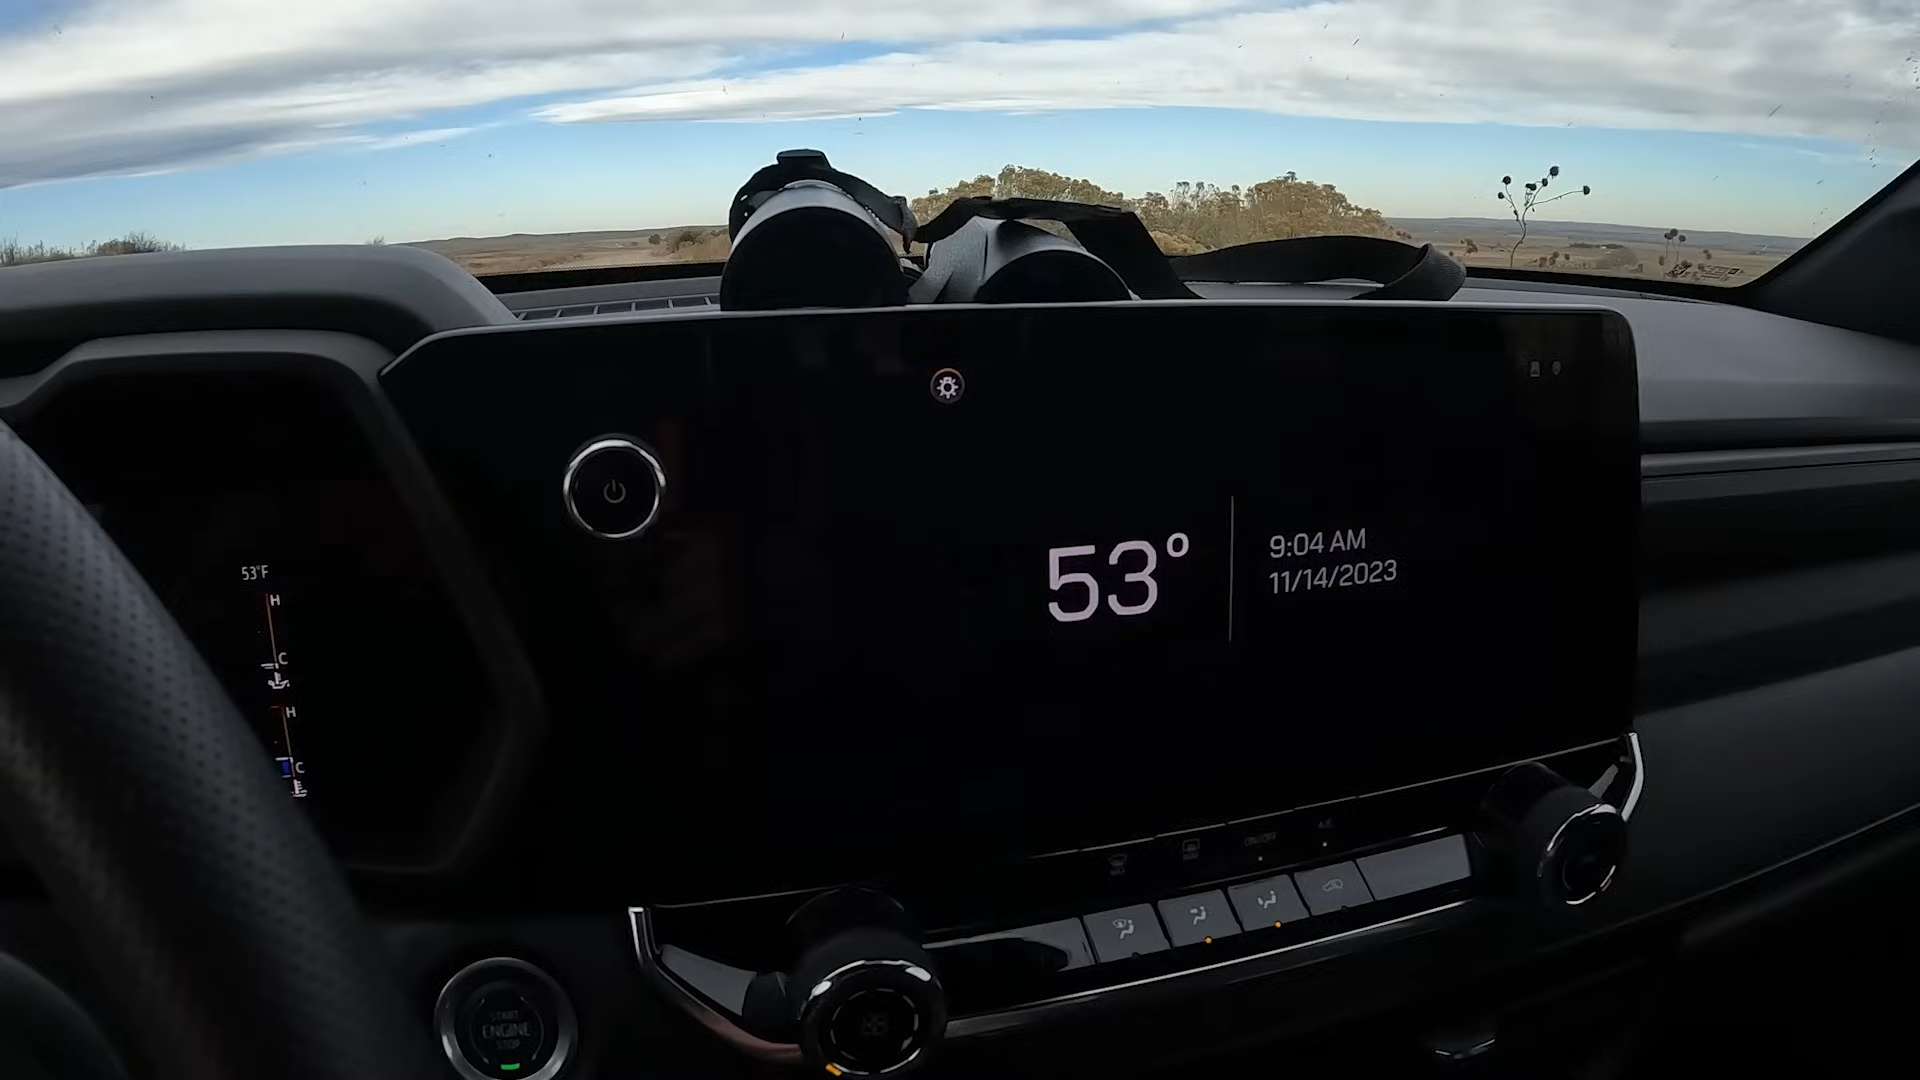 53°F
H
C
H
C
53°
9:04 AM
11/14/2023
ON/OFF
A/C
START
ENGINE
STOP